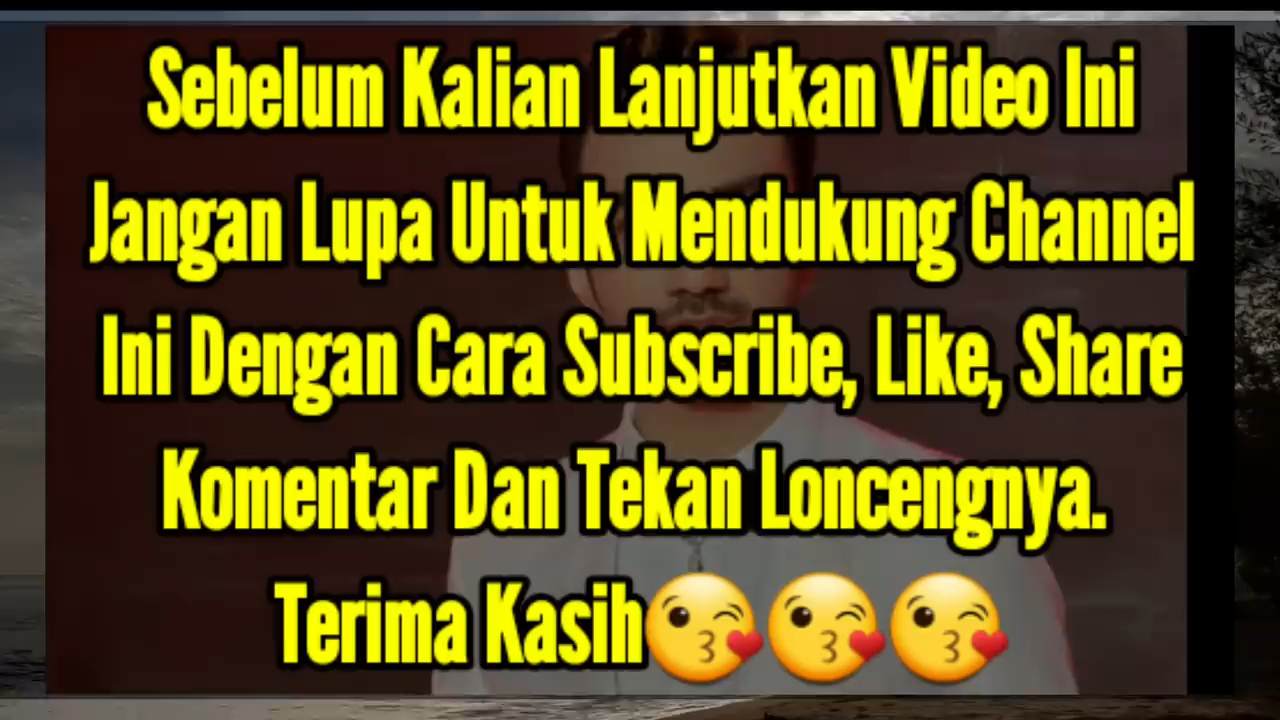 Sebelum Kalian Lanjutkan Video Ini
Jangan Lupa Untuk Mendukung Channel
Ini Dengan Cara Subscribe, Like, Share
Komentar Dan Tekan Loncengnya.
Terima Kasih😘😘😘